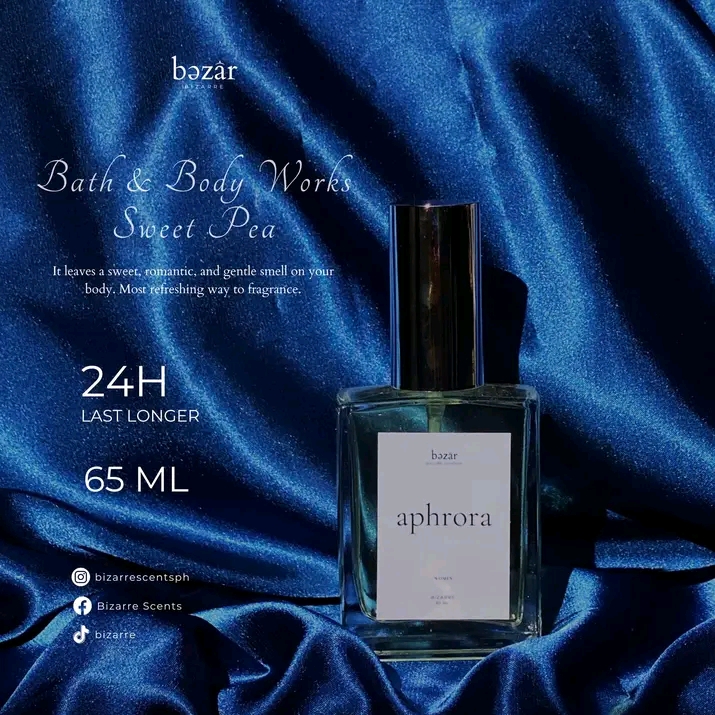 bəzâr
BIZARRE
Bath & Body Works
Sweet Pea
It leaves a sweet, romantic, and gentle smell on your
body. Most refreshing way to fragrance.
24H
LAST LONGER
65 ML
bizarrescentsph
Bizarre Scents
bizarre
bəzâr
aphrora
WOMEN